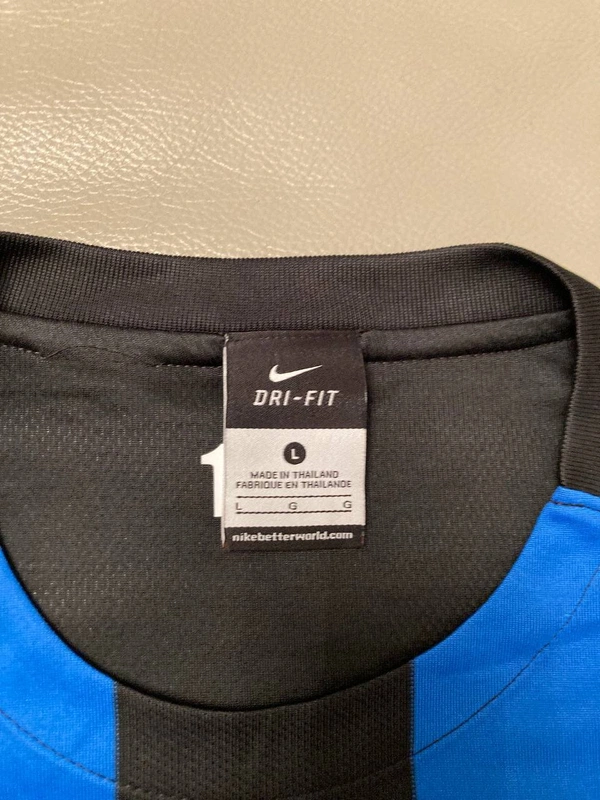 DRI-FIT
L
MADE IN THAILAND
FABRIQUE EN THAILANDE
L G G
nikebetterworld.com